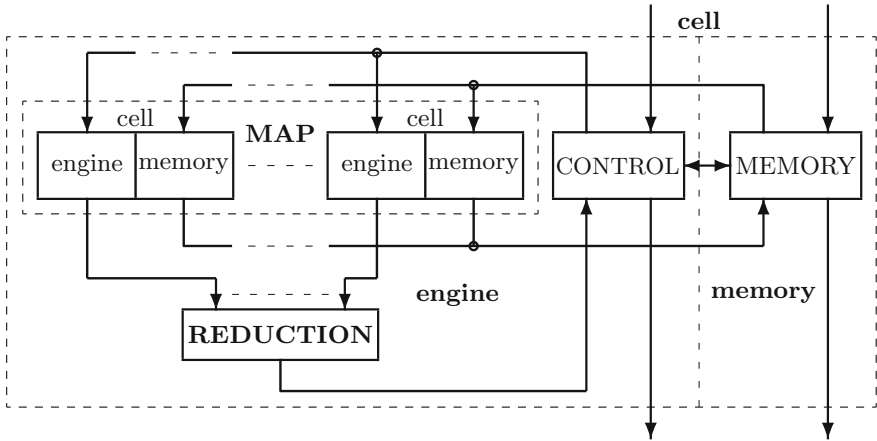 cell
cell
MAP
cell
engine
memory
engine
memory
CONTROL
MEMORY
engine
memory
REDUCTION